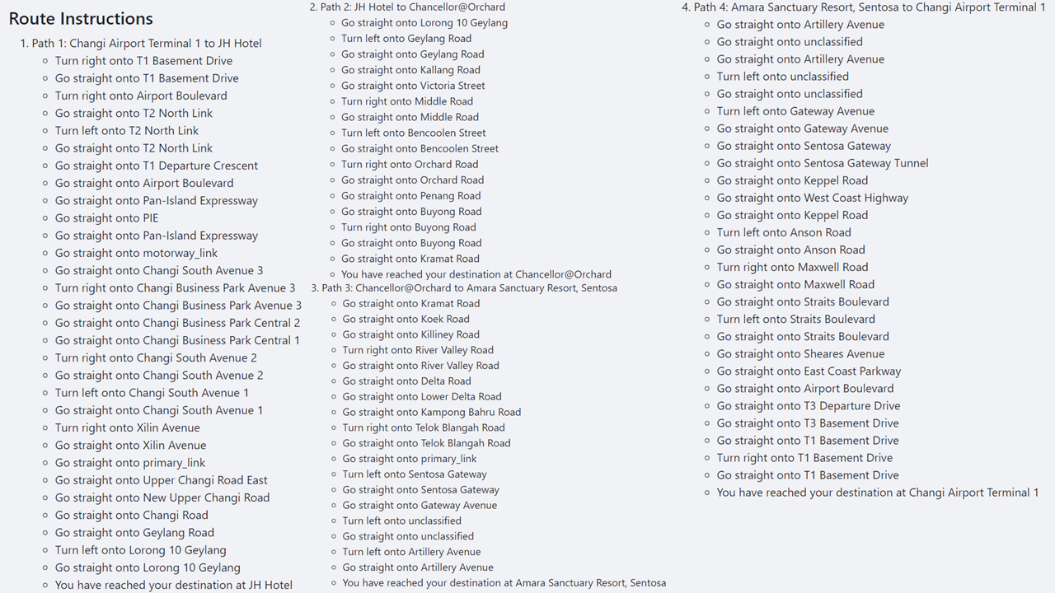 Route Instructions
1. Path 1: Changi Airport Terminal 1 to JH Hotel
Turn right onto T1 Basement Drive
Go straight onto T1 Basement Drive
Turn right onto Airport Boulevard
Go straight onto T2 North Link
Turn left onto T2 North Link
Go straight onto T2 North Link
Go straight onto T1 Departure Crescent
Go straight onto Airport Boulevard
Go straight onto Pan-Island Expressway
Go straight onto PIE
Go straight onto Pan-Island Expressway
Go straight onto motorway_link
Go straight onto Changi South Avenue 3
Turn right onto Changi Business Park Avenue 3
Go straight onto Changi Business Park Avenue 3
Go straight onto Changi Business Park Central 2
Go straight onto Changi Business Park Central 1
Turn right onto Changi South Avenue 2
Go straight onto Changi South Avenue 2
Turn left onto Changi South Avenue 1
Go straight onto Changi South Avenue 1
Turn right onto Xilin Avenue
Go straight onto Xilin Avenue
Go straight onto primary_link
Go straight onto Upper Changi Road East
Go straight onto New Upper Changi Road
Go straight onto Changi Road
Go straight onto Geylang Road
Turn left onto Lorong 10 Geylang
Go straight onto Lorong 10 Geylang
You have reached your destination at JH Hotel
2. Path 2: JH Hotel to Chancellor@Orchard
Go straight onto Lorong 10 Geylang
Turn left onto Geylang Road
Go straight onto Geylang Road
Go straight onto Kallang Road
Go straight onto Victoria Street
Turn right onto Middle Road
Go straight onto Middle Road
Turn left onto Bencoolen Street
Go straight onto Bencoolen Street
Turn right onto Orchard Road
Go straight onto Orchard Road
Go straight onto Penang Road
Go straight onto Buyong Road
Turn right onto Buyong Road
Go straight onto Buyong Road
Go straight onto Kramat Road
You have reached your destination at Chancellor@Orchard
3. Path 3: Chancellor@Orchard to Amara Sanctuary Resort, Sentosa
Go straight onto Kramat Road
Go straight onto Koek Road
Go straight onto Killiney Road
Turn right onto River Valley Road
Go straight onto River Valley Road
Go straight onto Delta Road
Go straight onto Lower Delta Road
Go straight onto Kampong Bahru Road
Turn right onto Telok Blangah Road
Go straight onto Telok Blangah Road
Go straight onto primary_link
Turn left onto Sentosa Gateway
Go straight onto Sentosa Gateway
Go straight onto Gateway Avenue
Turn left onto unclassified
Go straight onto unclassified
Turn left onto Artillery Avenue
Go straight onto Artillery Avenue
You have reached your destination at Amara Sanctuary Resort, Sentosa
4. Path 4: Amara Sanctuary Resort, Sentosa to Changi Airport Terminal 1
Go straight onto Artillery Avenue
Go straight onto unclassified
Go straight onto Artillery Avenue
Turn left onto unclassified
Go straight onto unclassified
Turn left onto Gateway Avenue
Go straight onto Gateway Avenue
Go straight onto Sentosa Gateway
Go straight onto Sentosa Gateway Tunnel
Go straight onto Keppel Road
Go straight onto West Coast Highway
Go straight onto Keppel Road
Turn left onto Anson Road
Go straight onto Anson Road
Turn right onto Maxwell Road
Go straight onto Maxwell Road
Go straight onto Straits Boulevard
Turn left onto Straits Boulevard
Go straight onto Straits Boulevard
Go straight onto Sheares Avenue
Go straight onto East Coast Parkway
Go straight onto Airport Boulevard
Go straight onto T3 Departure Drive
Go straight onto T3 Basement Drive
Go straight onto T1 Basement Drive
Turn right onto T1 Basement Drive
Go straight onto T1 Basement Drive
You have reached your destination at Changi Airport Terminal 1